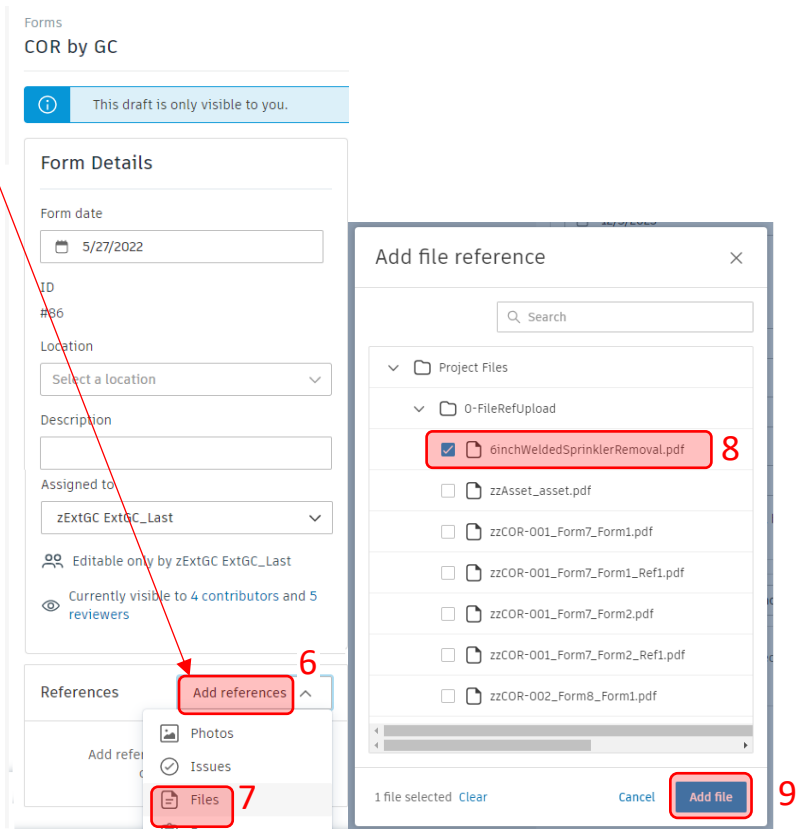 Forms
COR by GC
This draft is only visible to you.
Form Details
Form date
5/27/2022
ID
#86
Location
Select a location
Description
Assigned to
zExtGC ExtGC_Last
Editable only by zExtGC ExtGC_Last
Currently visible to 4 contributors and 5
reviewers
6
References
Add references
Photos
Add refe
Issues
Files
7
Add file reference
Search
Project Files
0-FileRefUpload
6inchWeldedSprinklerRemoval.pdf
8
zzAsset_asset.pdf
zzCOR-001_Form7_Form1.pdf
zzCOR-001_Form7_Form1_Ref1.pdf
zzCOR-001_Form7_Form2.pdf
zzCOR-001_Form7_Form2_Ref1.pdf
zzCOR-002_Form8_Form1.pdf
1 file selected Clear
Cancel
Add file
9